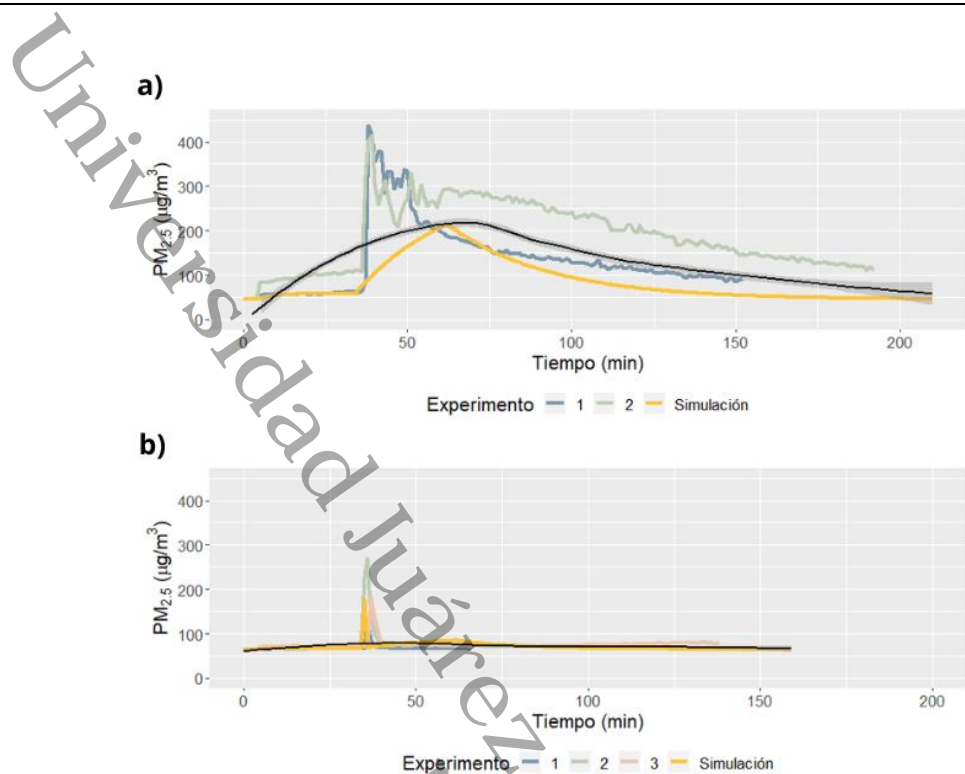 Universidad Juárez
a)
PM2.5 (µg/m³)
400
300
200
100
0
0 50 100 150 200
Tiempo (min)
Experimento 1 2 Simulación
b)
PM2.5 (µg/m³)
400
300
200
100
0
0 50 100 150 200
Tiempo (min)
Experimento 1 2 3 Simulación